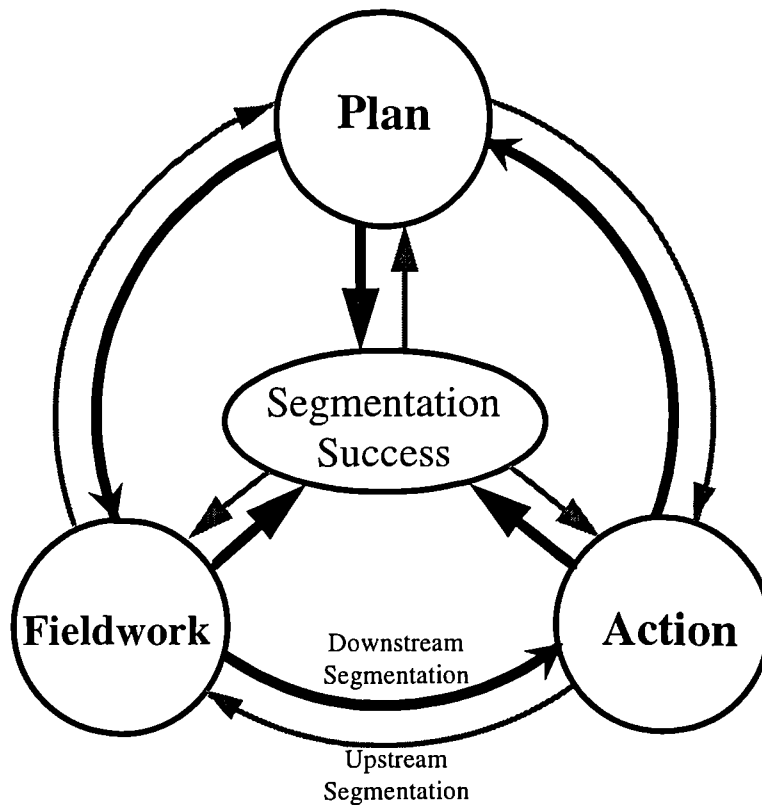 Plan
Segmentation
Success
Fieldwork
Action
Downstream
Segmentation
Upstream
Segmentation